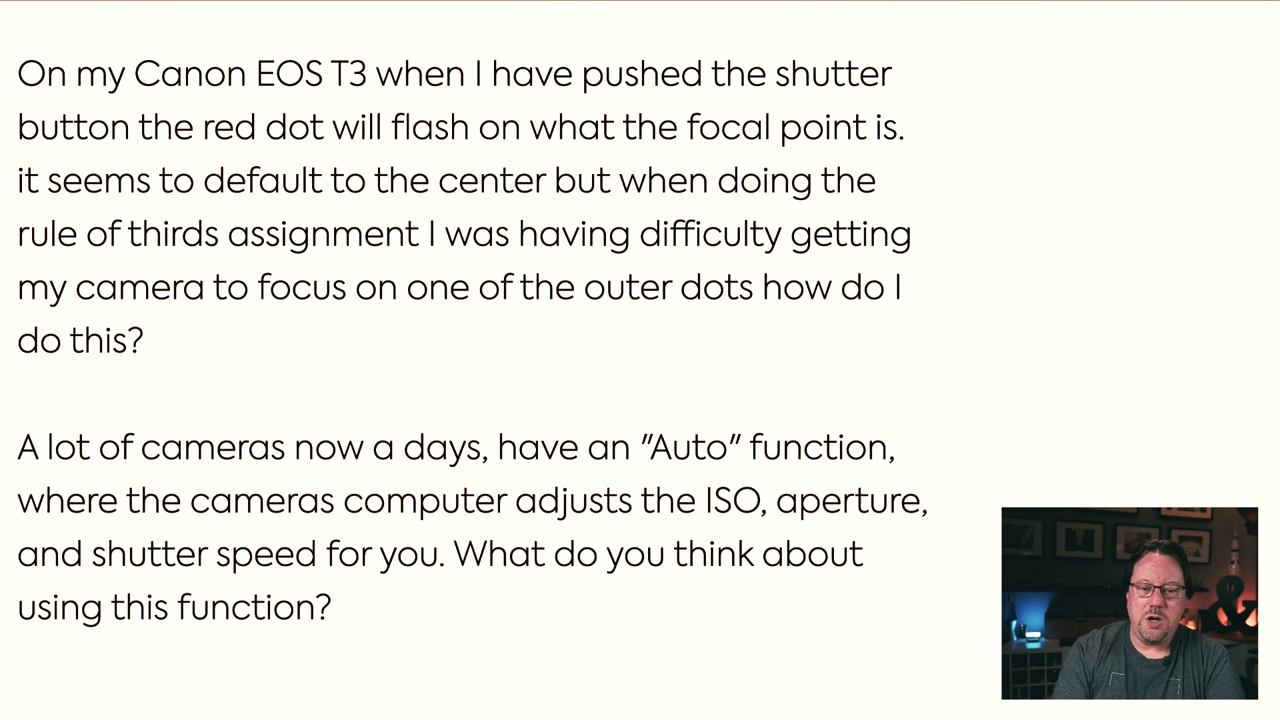 On my Canon EOS T3 when I have pushed the shutter
button the red dot will flash on what the focal point is.
it seems to default to the center but when doing the
rule of thirds assignment I was having difficulty getting
my camera to focus on one of the outer dots how do I
do this?
A lot of cameras now a days, have an "Auto" function,
where the cameras computer adjusts the ISO, aperture,
and shutter speed for you. What do you think about
using this function?